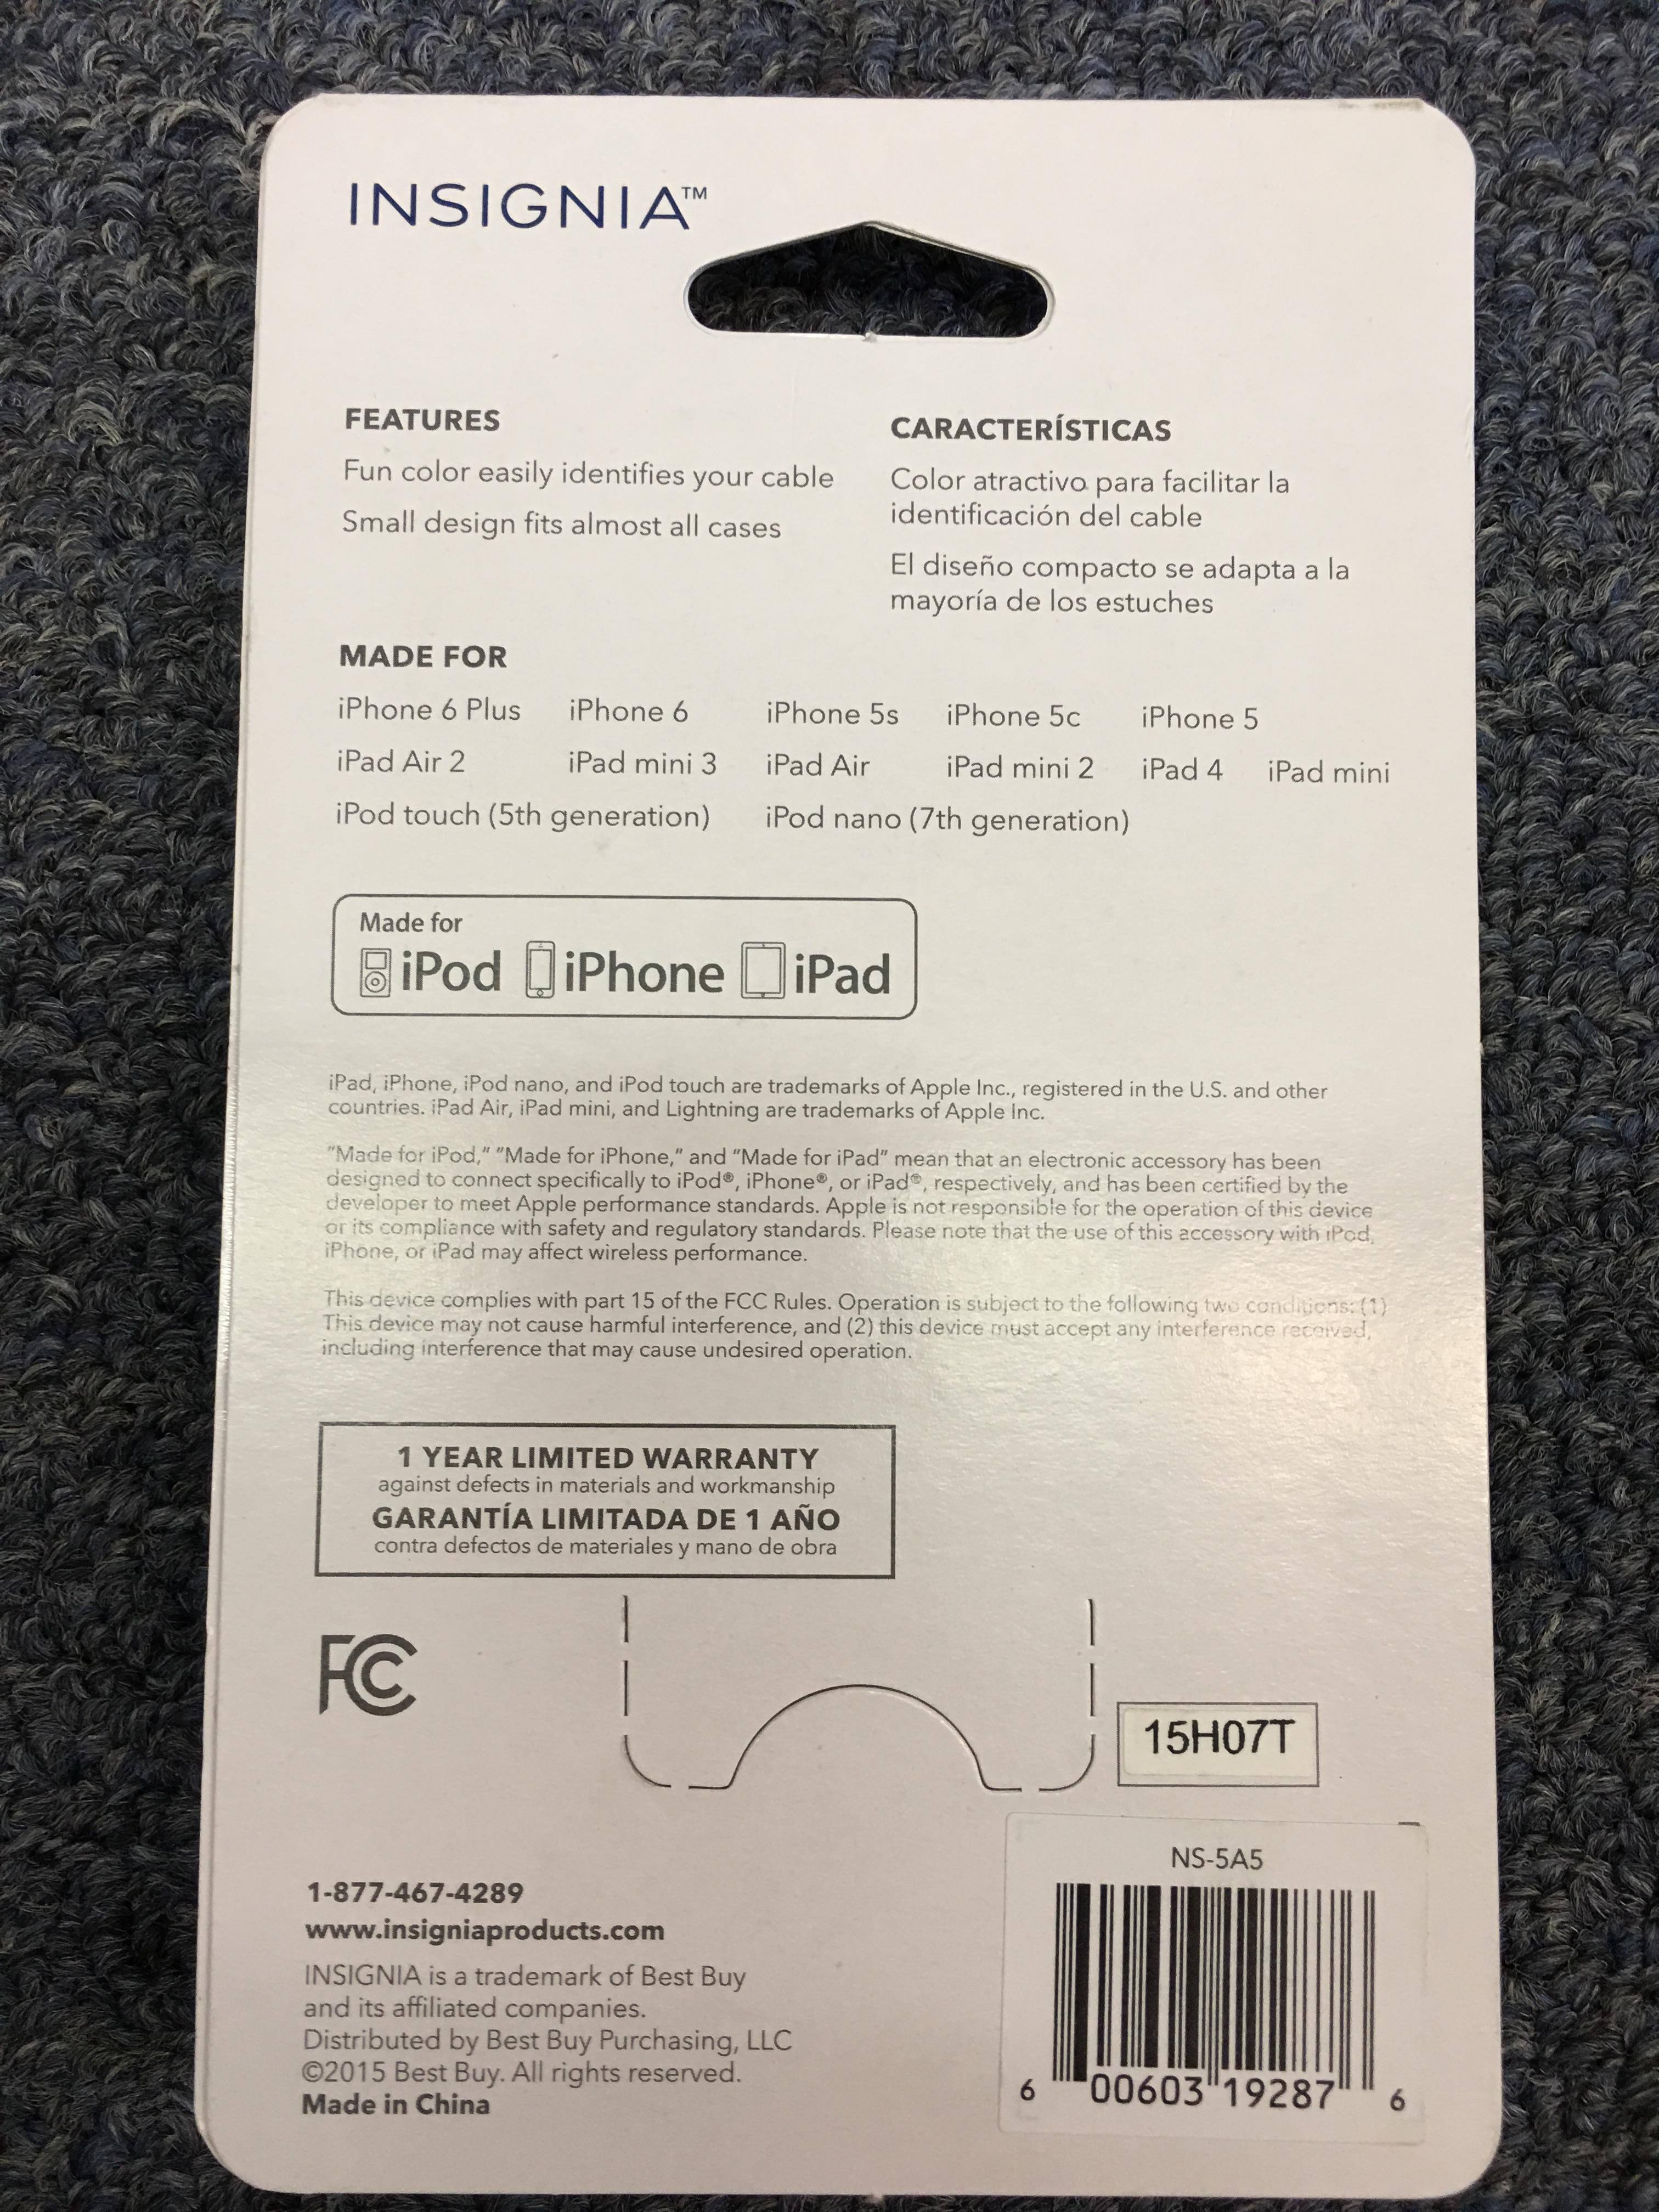 INSIGNIA™
FEATURES
Fun color easily identifies your cable
Small design fits almost all cases
CARACTERÍSTICAS
Color atractivo para facilitar la
identificación del cable
El diseño compacto se adapta a la
mayoría de los estuches
MADE FOR
iPhone 6 Plus iPhone 6 iPhone 5s iPhone 5c iPhone 5
iPad Air 2 iPad mini 3 iPad Air iPad mini 2 iPad 4 iPad mini
iPod touch (5th generation) iPod nano (7th generation)
Made for
iPod iPhone iPad
iPad, iPhone, iPod nano, and iPod touch are trademarks of Apple Inc., registered in the U.S. and other
countries. iPad Air, iPad mini, and Lightning are trademarks of Apple Inc.
"Made for iPod," "Made for iPhone," and "Made for iPad" mean that an electronic accessory has been
designed to connect specifically to iPod®, iPhone®, or iPad®, respectively, and has been certified by the
developer to meet Apple performance standards. Apple is not responsible for the operation of this device
or its compliance with safety and regulatory standards. Please note that the use of this accessory with iPod,
iPhone, or iPad may affect wireless performance.
This device complies with part 15 of the FCC Rules. Operation is subject to the following two conditions: (1)
This device may not cause harmful interference, and (2) this device must accept any interference received,
including interference that may cause undesired operation.
1 YEAR LIMITED WARRANTY
against defects in materials and workmanship
GARANTÍA LIMITADA DE 1 AÑO
contra defectos de materiales y mano de obra
FC
15H07T
NS-5A5
6 00603 19287 6
1-877-467-4289
www.insigniaproducts.com
INSIGNIA is a trademark of Best Buy
and its affiliated companies.
Distributed by Best Buy Purchasing, LLC
©2015 Best Buy. All rights reserved.
Made in China